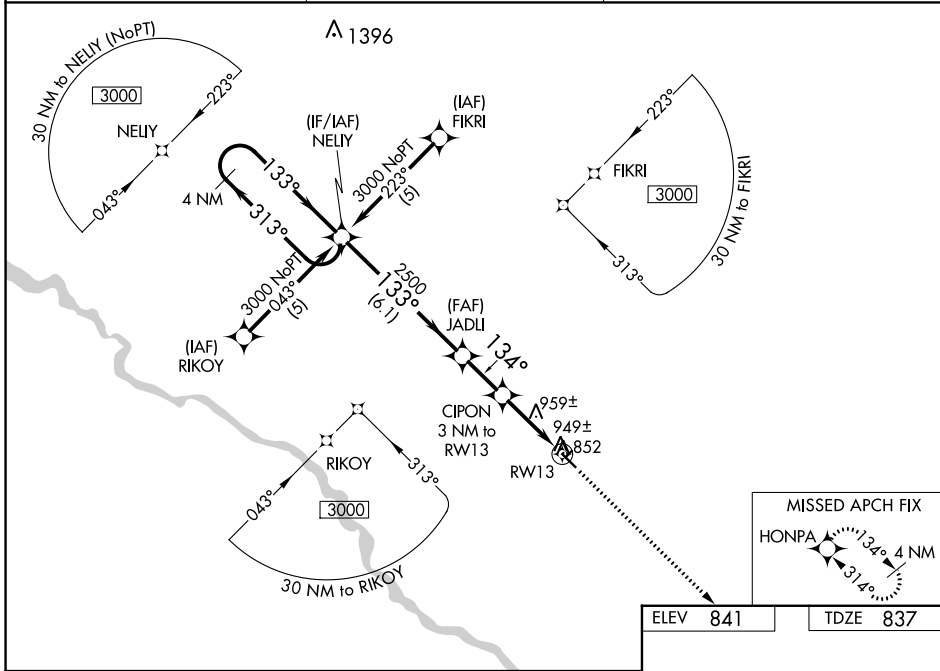 1396
30 NM to NELIY (NoPT)
3000
223°
NELIY
043°
(IF/IAF)
NELIY
(IAF)
FIKRI
3000 NoPT
223°
(5)
133°
4 NM
313°
223°
FIKRI
3000
30 NM to FIKRI
313°
3000 NoPT
043°
(5)
(IAF)
RIKOY
2500
133°
(6.1)
(FAF)
JADLI
134°
CIPON
3 NM to
RW13
959±
949±
852
RW13
RIKOY
043°
313°
3000
30 NM to RIKOY
MISSED APCH FIX
HONPA
134°
4 NM
314°
ELEV 841
TDZE 837